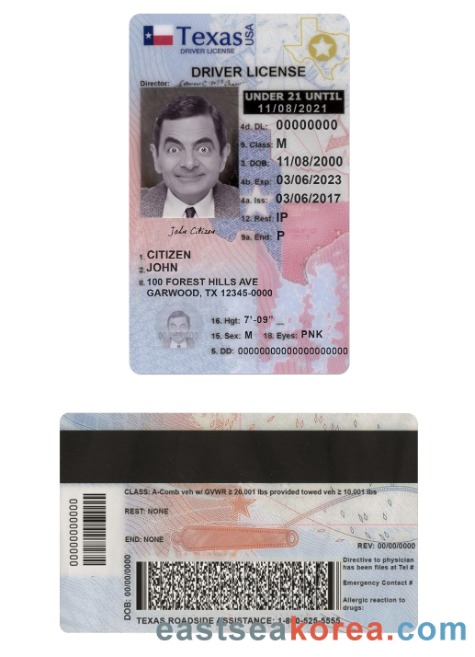 Texas USA
DRIVER LICENSE
DRIVER LICENSE
Director:
UNDER 21 UNTIL
11/08/2021
4d. DL: 00000000
9. Class: M
3. DOB: 11/08/2000
4b. Exp: 03/06/2023
4a. Iss: 03/06/2017
12. Rest: IP
9a. End: P
John Citizen
1. CITIZEN
2. JOHN
8. 100 FOREST HILLS AVE
GARWOOD, TX 12345-0000
16. Hgt: 7'-09" _
15. Sex: M 18. Eyes: PNK
5. DD: 00000000000000000000
CLASS: A-Comb veh w/ GVWR ≥ 26,001 lbs provided towed veh ≥ 10,001 lbs
REST: NONE
END: NONE
00000000000
REV: 00/00/0000
DOB: 00/00/0000
Directive to physician
has been files at Tel #
Emergency Contact #
Allergic reaction to
drugs:
TEXAS ROADSIDE /SSISTANCE: 1-800-525-5555
eastseakorea.com